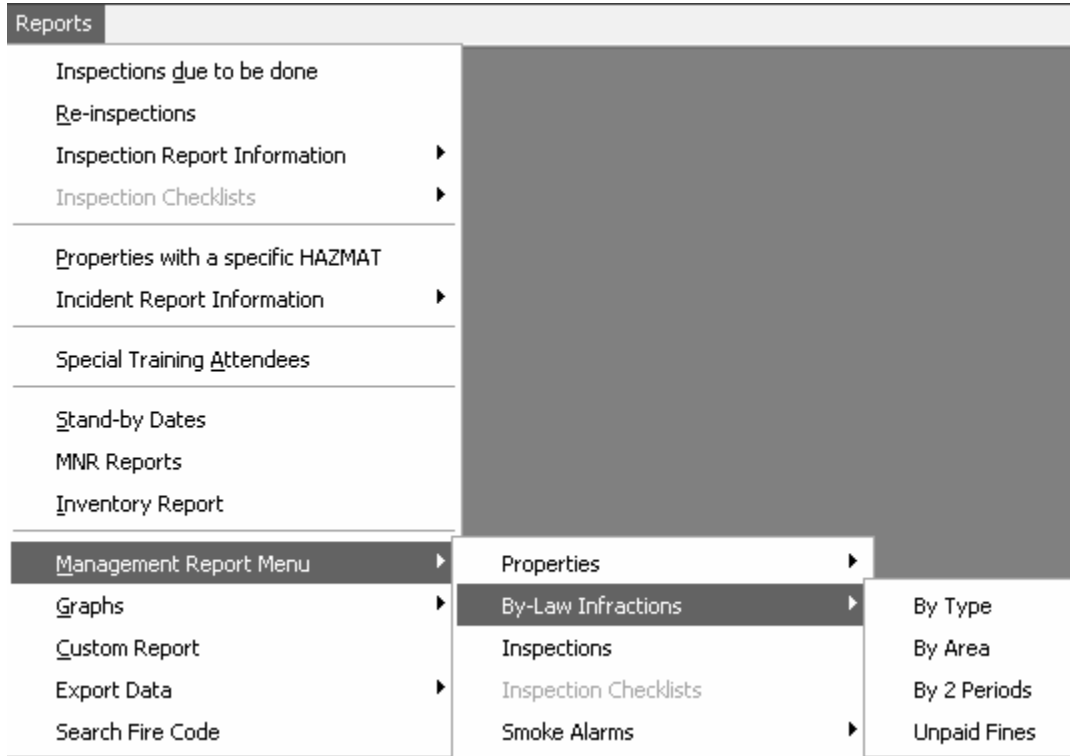 Reports
Inspections due to be done
Re-inspections
Inspection Report Information
Inspection Checklists
Properties with a specific HAZMAT
Incident Report Information
Special Training Attendees
Stand-by Dates
MNR Reports
Inventory Report
Management Report Menu
Graphs
Custom Report
Export Data
Search Fire Code
Properties
By-Law Infractions
Inspections
Inspection Checklists
Smoke Alarms
By Type
By Area
By 2 Periods
Unpaid Fines